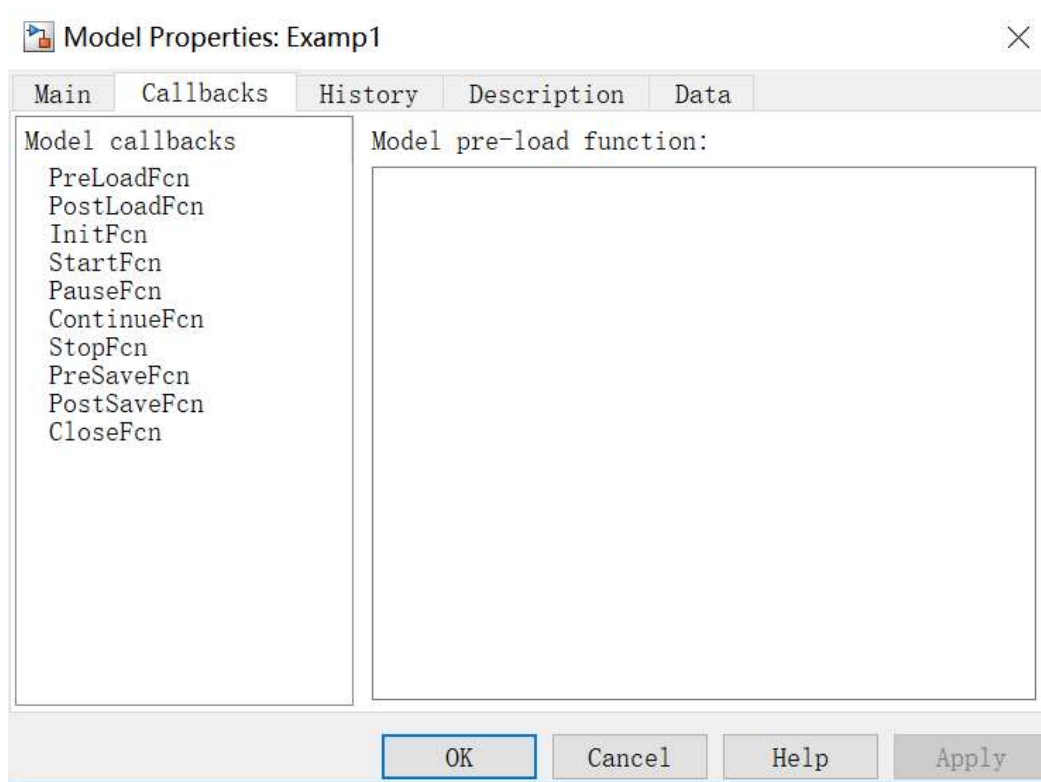 Model Properties: Examp1
Main Callbacks History Description Data
Model callbacks
PreLoadFcn
PostLoadFcn
InitFcn
StartFcn
PauseFcn
ContinueFcn
StopFcn
PreSaveFcn
PostSaveFcn
CloseFcn
Model pre-load function:
OK Cancel Help Apply